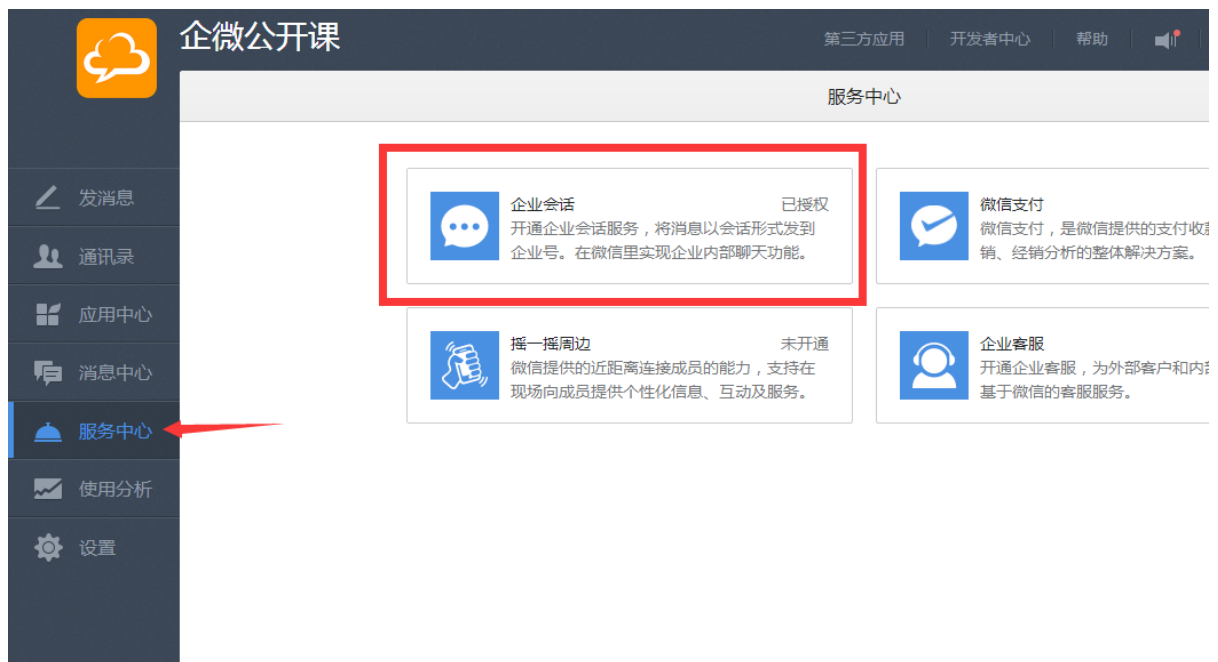 企微公开课
第三方应用
开发者中心
帮助
服务中心
发消息
通讯录
应用中心
消息中心
服务中心
使用分析
设置
企业会话
已授权
开通企业会话服务，将消息以会话形式发到
企业号。在微信里实现企业内部聊天功能。
微信支付
微信支付，是微信提供的支付收款
销、经销分析的整体解决方案。
摇一摇周边
未开通
微信提供的近距离连接成员的能力，支持在
现场向成员提供个性化信息、互动及服务。
企业客服
开通企业客服，为外部客户和内部
基于微信的客服服务。